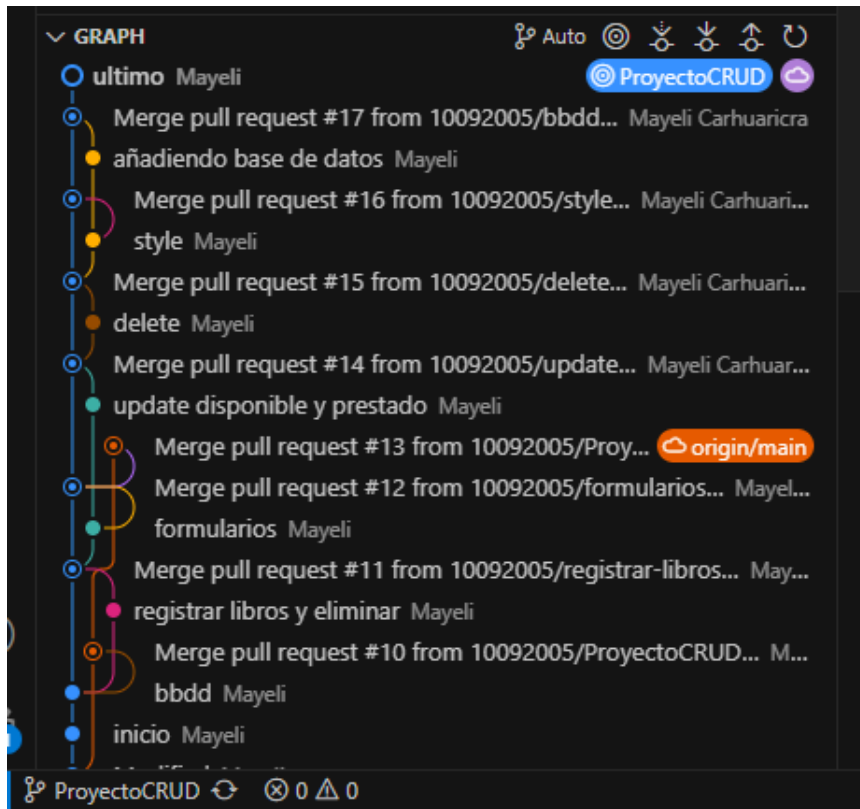 GRAPH Auto
ultimo Mayeli ProyectoCRUD
Merge pull request #17 from 10092005/bbdd... Mayeli Carhuaricra
añadiendo base de datos Mayeli
Merge pull request #16 from 10092005/style... Mayeli Carhuari...
style Mayeli
Merge pull request #15 from 10092005/delete... Mayeli Carhuari...
delete Mayeli
Merge pull request #14 from 10092005/update... Mayeli Carhuar...
update disponible y prestado Mayeli
Merge pull request #13 from 10092005/Proy... origin/main
Merge pull request #12 from 10092005/formularios... Mayel...
formularios Mayeli
Merge pull request #11 from 10092005/registrar-libros... May...
registrar libros y eliminar Mayeli
Merge pull request #10 from 10092005/ProyectoCRUD... M...
bbdd Mayeli
inicio Mayeli
ProyectoCRUD 0 0